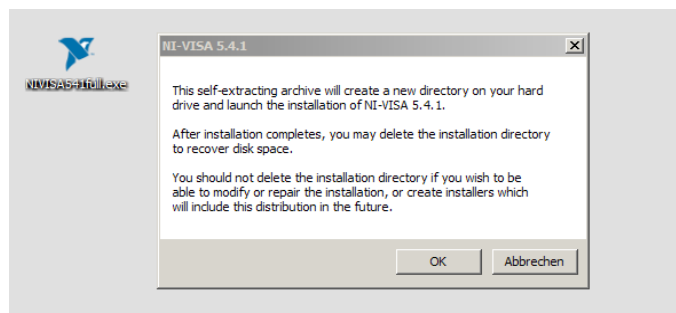 NI-VISA 5.4.1
NIVISA541full.exe
This self-extracting archive will create a new directory on your hard
drive and launch the installation of NI-VISA 5.4.1.
After installation completes, you may delete the installation directory
to recover disk space.
You should not delete the installation directory if you wish to be
able to modify or repair the installation, or create installers which
will include this distribution in the future.
OK
Abbrechen